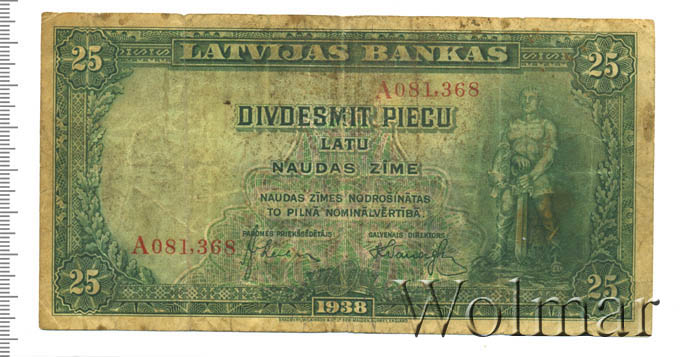 25 LATVIJAS BANKAS 25
A081,368
DIVDESMIT PIECU
LATU
NAUDAS ZĪME
NAUDAS ZĪMES NODROŠINĀTAS
TO PILNĀ NOMINĀLVĒRTĪBĀ.
PADOMES PRIEKŠSĒDĒTĀJS GALVENAIS DIREKTORS
A081,368
25 1938 25
Wolmar